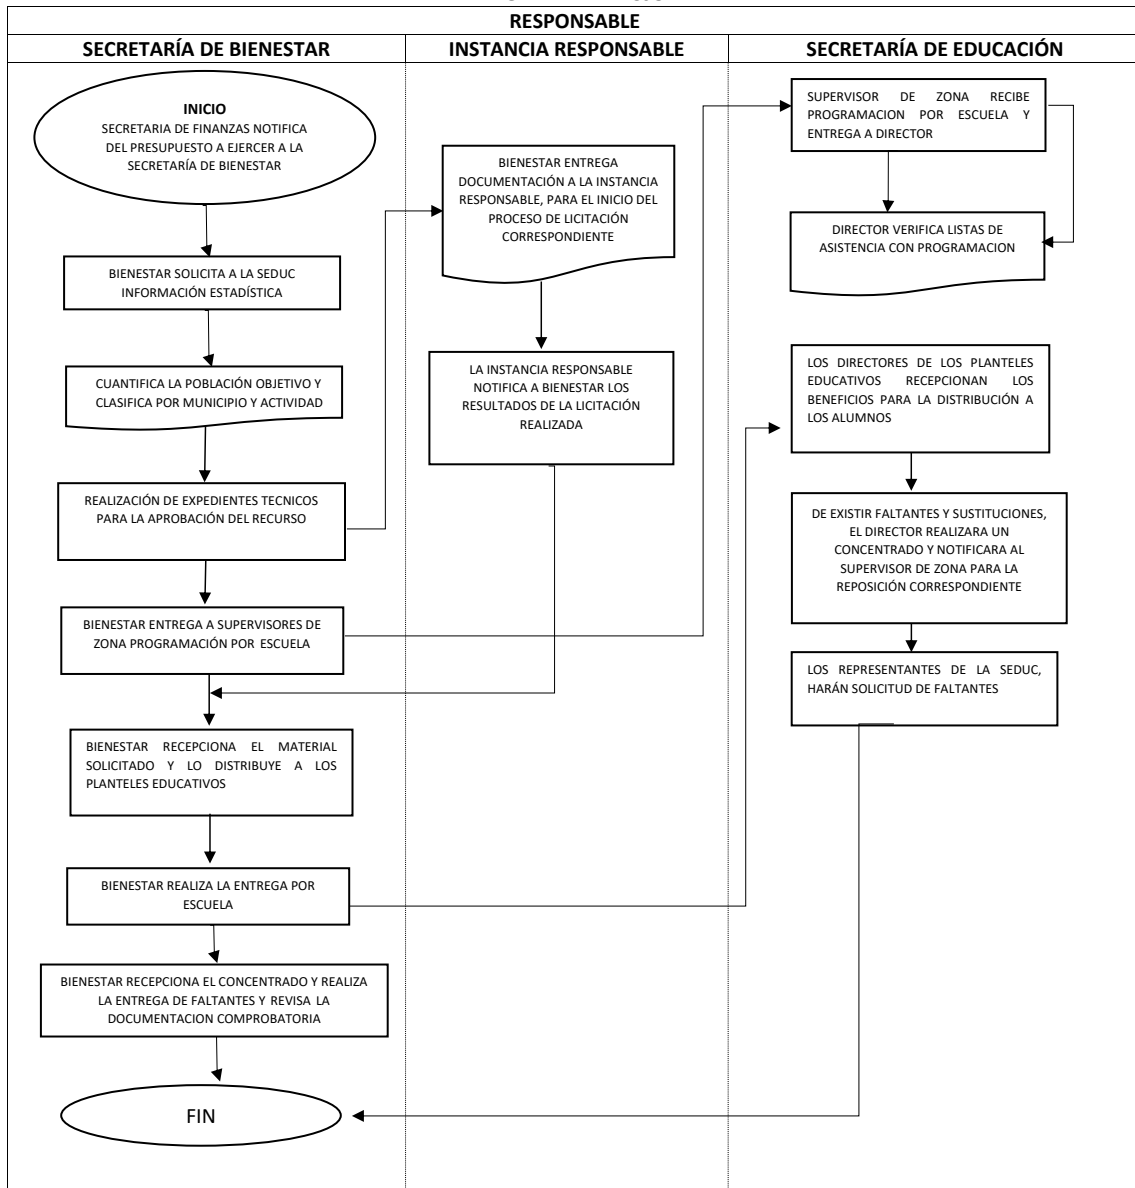 RESPONSABLE
SECRETARÍA DE BIENESTAR
INSTANCIA RESPONSABLE
SECRETARÍA DE EDUCACIÓN
INICIO
SECRETARIA DE FINANZAS NOTIFICA
DEL PRESUPUESTO A EJERCER A LA
SECRETARÍA DE BIENESTAR
BIENESTAR SOLICITA A LA SEDUC
INFORMACIÓN ESTADÍSTICA
CUANTIFICA LA POBLACIÓN OBJETIVO Y
CLASIFICA POR MUNICIPIO Y ACTIVIDAD
REALIZACIÓN DE EXPEDIENTES TECNICOS
PARA LA APROBACIÓN DEL RECURSO
BIENESTAR ENTREGA A SUPERVISORES DE
ZONA PROGRAMACIÓN POR ESCUELA
BIENESTAR RECEPCIONA EL MATERIAL
SOLICITADO Y LO DISTRIBUYE A LOS
PLANTELES EDUCATIVOS
BIENESTAR REALIZA LA ENTREGA POR
ESCUELA
BIENESTAR RECEPCIONA EL CONCENTRADO Y REALIZA
LA ENTREGA DE FALTANTES Y REVISA LA
DOCUMENTACION COMPROBATORIA
FIN
BIENESTAR ENTREGA
DOCUMENTACIÓN A LA INSTANCIA
RESPONSABLE, PARA EL INICIO DEL
PROCESO DE LICITACIÓN
CORRESPONDIENTE
LA INSTANCIA RESPONSABLE
NOTIFICA A BIENESTAR LOS
RESULTADOS DE LA LICITACIÓN
REALIZADA
SUPERVISOR DE ZONA RECIBE
PROGRAMACION POR ESCUELA Y
ENTREGA A DIRECTOR
DIRECTOR VERIFICA LISTAS DE
ASISTENCIA CON PROGRAMACION
LOS DIRECTORES DE LOS PLANTELES
EDUCATIVOS RECEPCIONAN LOS
BENEFICIOS PARA LA DISTRIBUCIÓN A
LOS ALUMNOS
DE EXISTIR FALTANTES Y SUSTITUCIONES,
EL DIRECTOR REALIZARA UN
CONCENTRADO Y NOTIFICARA AL
SUPERVISOR DE ZONA PARA LA
REPOSICIÓN CORRESPONDIENTE
LOS REPRESENTANTES DE LA SEDUC,
HARÁN SOLICITUD DE FALTANTES